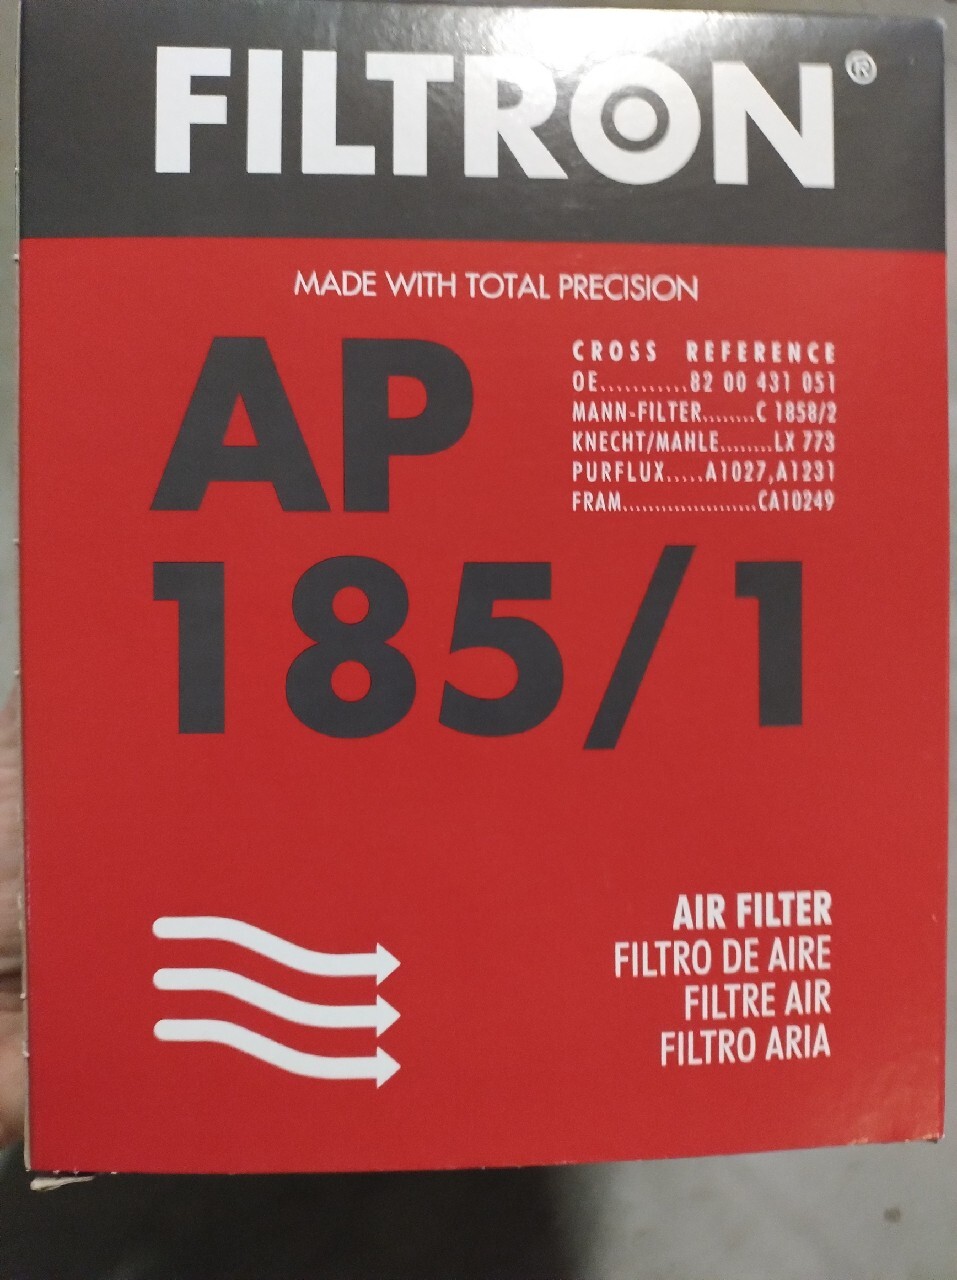 FILTRON®
MADE WITH TOTAL PRECISION
AP
185/1
CROSS REFERENCE
OE...........82 00 431 051
MANN-FILTER........C 1858/2
KNECHT/MAHLE........LX 773
PURFLUX.....A1027,A1231
FRAM.....................CA10249
AIR FILTER
FILTRO DE AIRE
FILTRE AIR
FILTRO ARIA